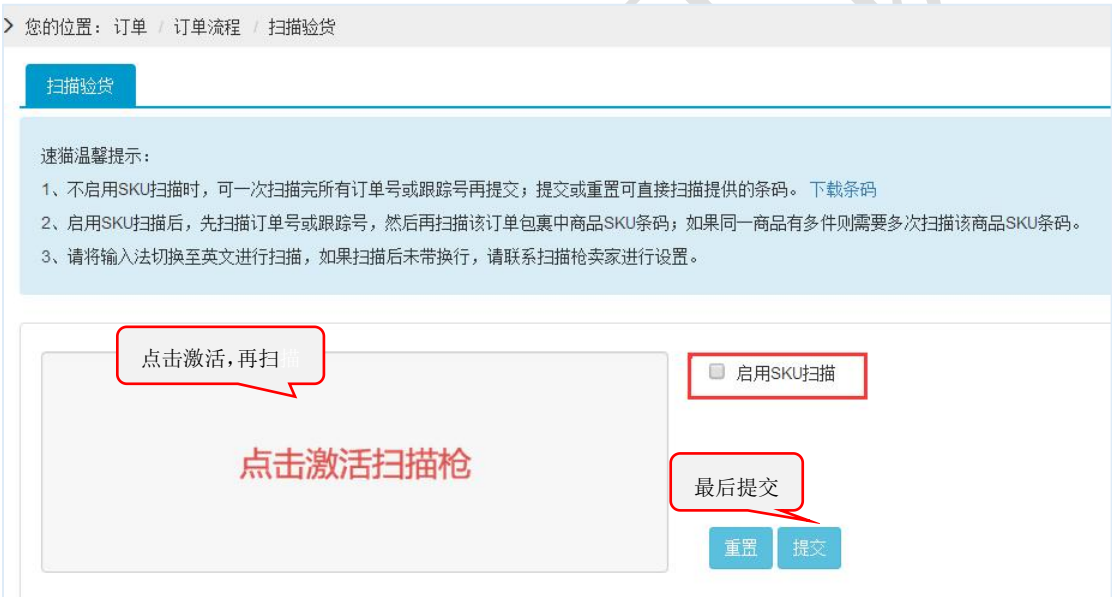 您的位置： 订单 / 订单流程 / 扫描验货
扫描验货
速猫温馨提示：
1、不启用SKU扫描时，可一次扫描完所有订单号或跟踪号再提交；提交或重置可直接扫描提供的条码。 下载条码
2、启用SKU扫描后，先扫描订单号或跟踪号，然后再扫描该订单包裹中商品SKU条码；如果同一商品有多件则需要多次扫描该商品SKU条码。
3、请将输入法切换至英文进行扫描，如果扫描后未带换行，请联系扫描枪卖家进行设置。
点击激活，再扫描
启用SKU扫描
点击激活扫描枪
最后提交
重置 提交